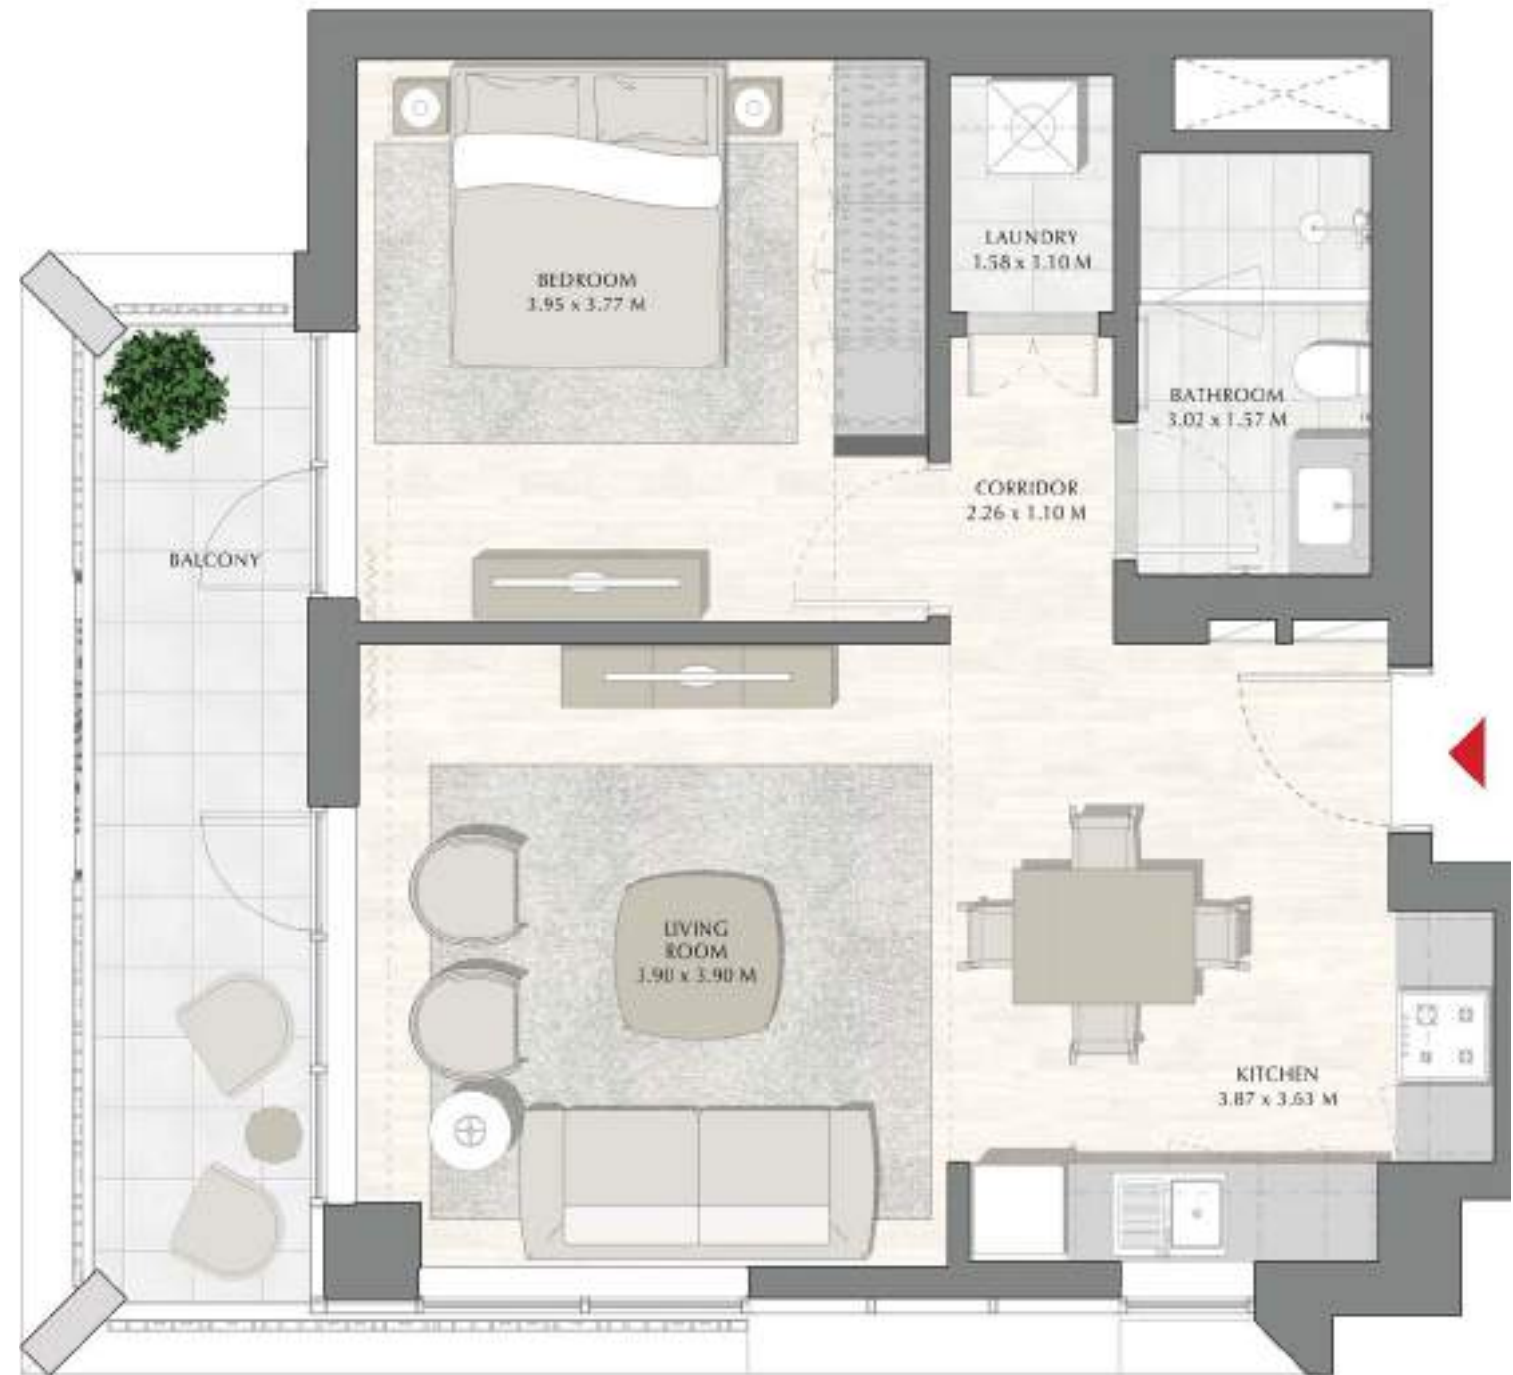 LAUNDRY
1.58 x 1.10 M
BEDROOM
3.95 x 3.77 M
BATHROOM
3.02 x 1.57 M
CORRIDOR
2.26 x 1.10 M
BALCONY
LIVING
ROOM
3.90 x 3.90 M
KITCHEN
3.87 x 3.63 M